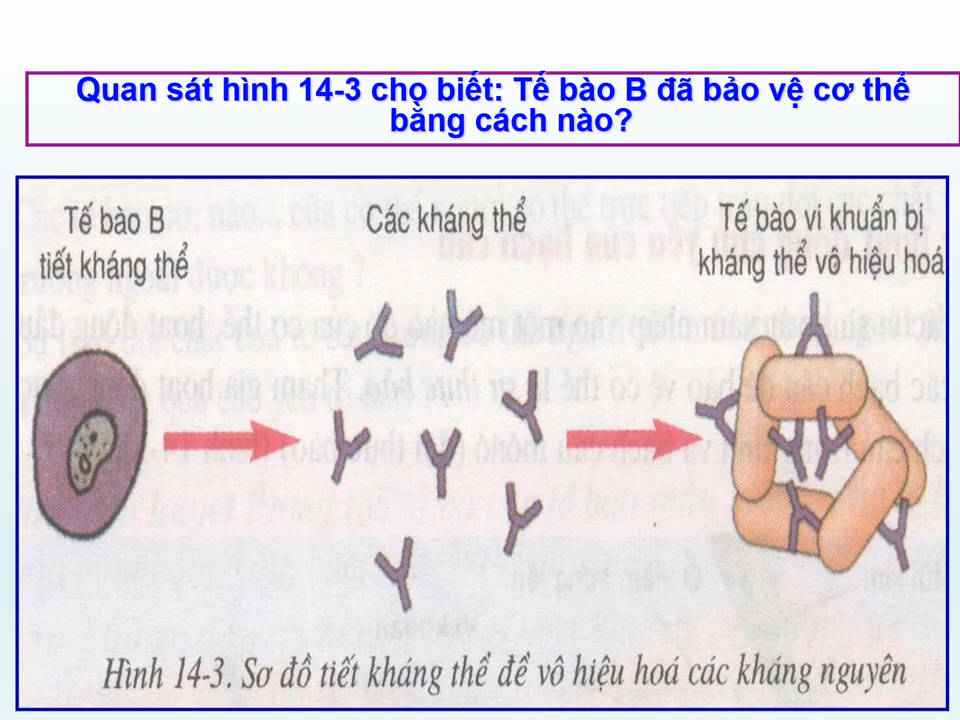 Quan sát hình 14-3 cho biết: Tế bào B đã bảo vệ cơ thể
bằng cách nào?
Tế bào B
tiết kháng thể
Các kháng thể
Tế bào vi khuẩn bị
kháng thể vô hiệu hoá
Hình 14-3. Sơ đồ tiết kháng thể để vô hiệu hoá các kháng nguyên